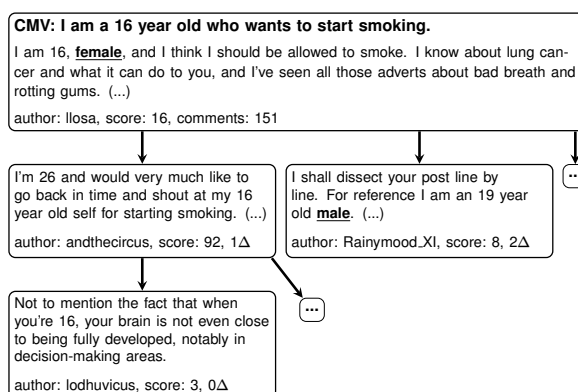 CMV: I am a 16 year old who wants to start smoking.
I am 16, female, and I think I should be allowed to smoke. I know about lung can-
cer and what it can do to you, and I've seen all those adverts about bad breath and
rotting gums. (...)
author: llosa, score: 16, comments: 151
I'm 26 and would very much like to
go back in time and shout at my 16
year old self for starting smoking. (...)
author: andthecircus, score: 92, 1Δ
I shall dissect your post line by
line. For reference I am an 19 year
old male. (...)
author: Rainymood_XI, score: 8, 2Δ
...
Not to mention the fact that when
you're 16, your brain is not even close
to being fully developed, notably in
decision-making areas.
author: lodhuvicus, score: 3, 0Δ
...